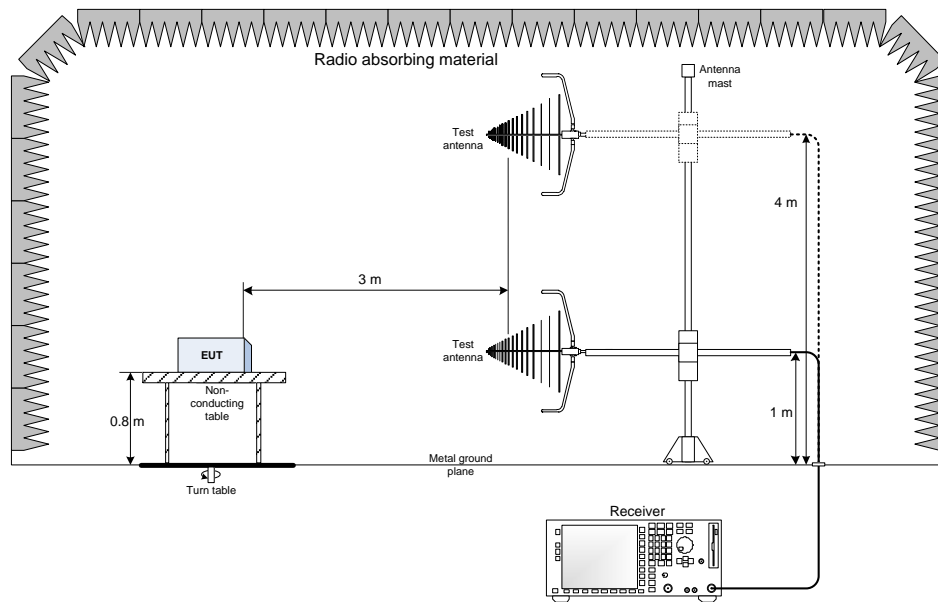 Radio absorbing material
Antenna
mast
Test
antenna
4 m
3 m
Test
antenna
EUT
Non-
conducting
table
0.8 m
1 m
Metal ground
plane
Turn table
Receiver